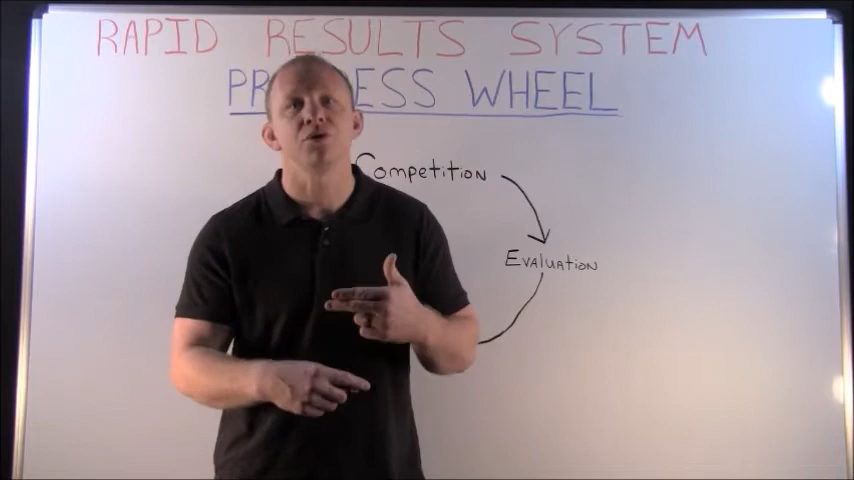 RAPID RESULTS SYSTEM
WHEEL
Competition
Evaluation